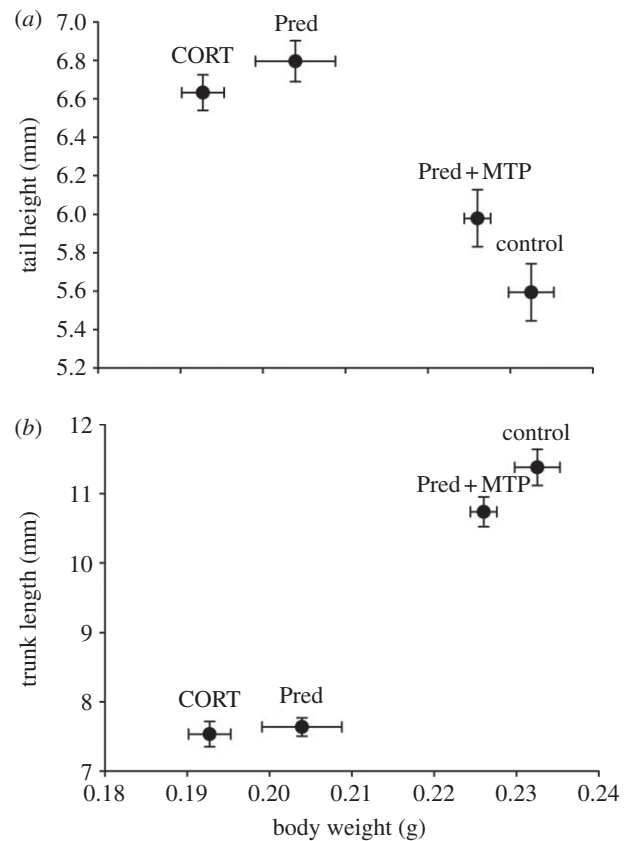 (a)
7.0
6.8
6.6
6.4
6.2
6.0
5.8
5.6
5.4
5.2
tail height (mm)
CORT
Pred
Pred + MTP
control
(b)
12
11
10
9
8
7
trunk length (mm)
control
Pred + MTP
CORT
Pred
0.18 0.19 0.20 0.21 0.22 0.23 0.24
body weight (g)